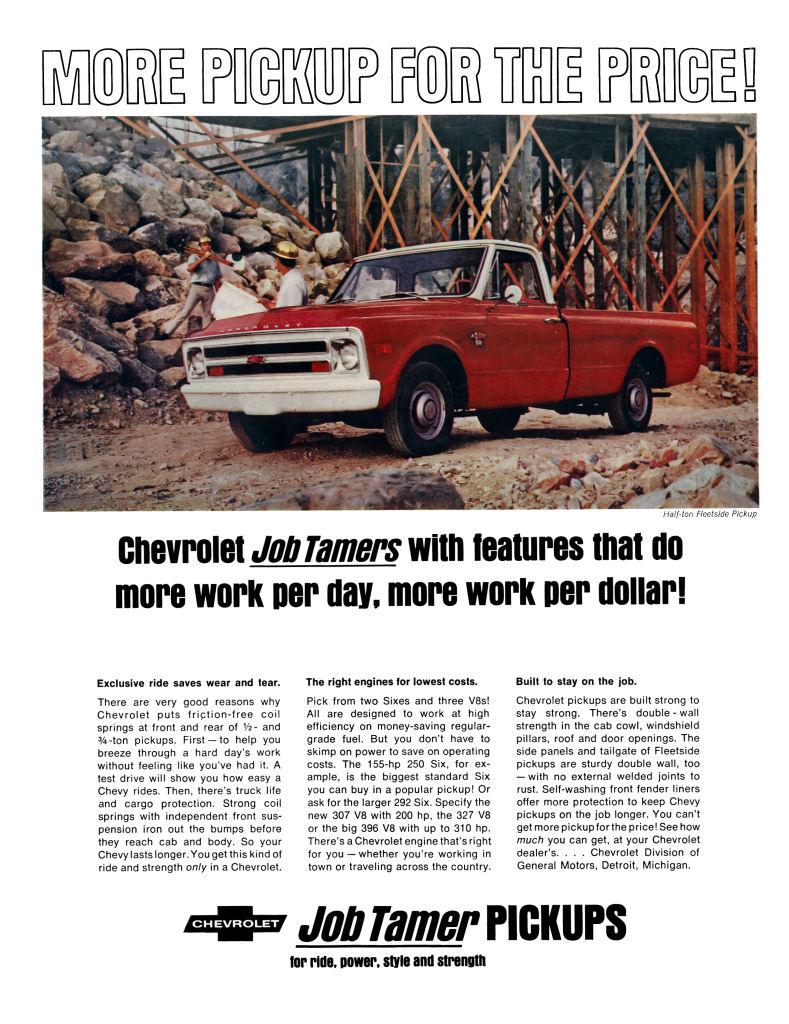 MORE PICKUP FOR THE PRICE!
CHEVROLET
Half-ton Fleetside Pickup
Chevrolet Job Tamers with features that do
more work per day, more work per dollar!
Exclusive ride saves wear and tear.
There are very good reasons why
Chevrolet puts friction-free coil
springs at front and rear of ½- and
¾-ton pickups. First — to help you
breeze through a hard day's work
without feeling like you've had it. A
test drive will show you how easy a
Chevy rides. Then, there's truck life
and cargo protection. Strong coil
springs with independent front sus-
pension iron out the bumps before
they reach cab and body. So your
Chevy lasts longer. You get this kind of
ride and strength only in a Chevrolet.
The right engines for lowest costs.
Pick from two Sixes and three V8s!
All are designed to work at high
efficiency on money-saving regular-
grade fuel. But you don't have to
skimp on power to save on operating
costs. The 155-hp 250 Six, for ex-
ample, is the biggest standard Six
you can buy in a popular pickup! Or
ask for the larger 292 Six. Specify the
new 307 V8 with 200 hp, the 327 V8
or the big 396 V8 with up to 310 hp.
There's a Chevrolet engine that's right
for you — whether you're working in
town or traveling across the country.
Built to stay on the job.
Chevrolet pickups are built strong to
stay strong. There's double-wall
strength in the cab cowl, windshield
pillars, roof and door openings. The
side panels and tailgate of Fleetside
pickups are sturdy double wall, too
— with no external welded joints to
rust. Self-washing front fender liners
offer more protection to keep Chevy
pickups on the job longer. You can't
get more pickup for the price! See how
much you can get, at your Chevrolet
dealer's. . . . Chevrolet Division of
General Motors, Detroit, Michigan.
CHEVROLET Job Tamer PICKUPS
for ride, power, style and strength